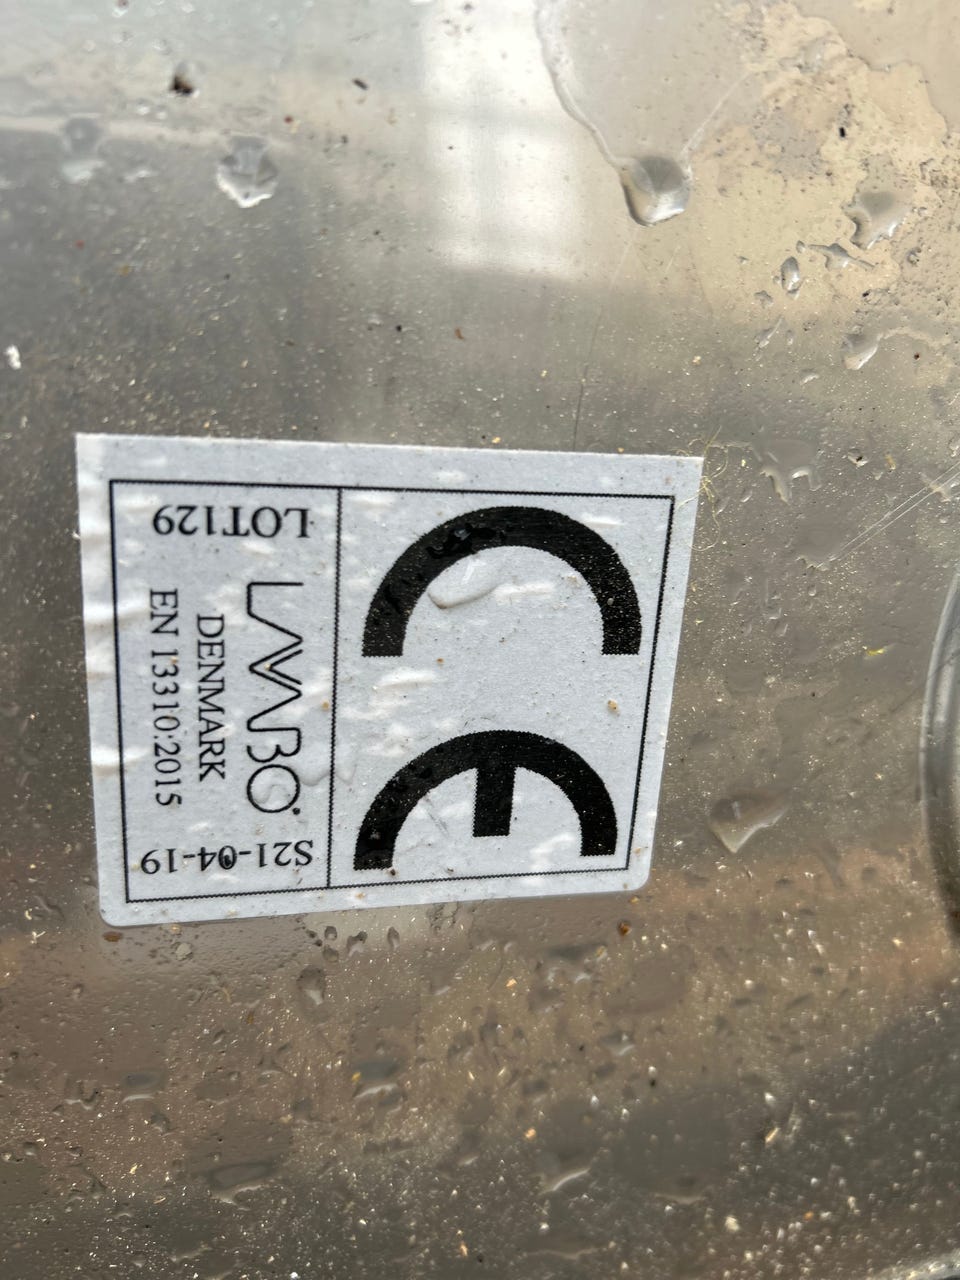 CE
LAVABO
DENMARK
EN 13310:2015
LOT129
S21-04-19